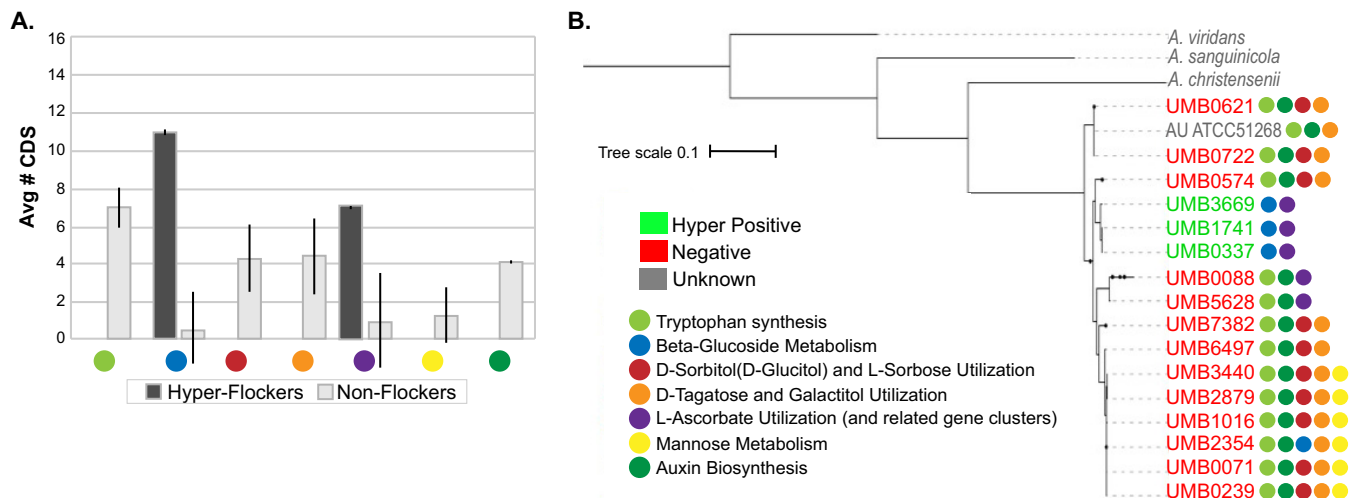 A.
16
14
12
10
8
6
4
2
0
Avg # CDS
Hyper-Flockers
Non-Flockers
B.
A. viridans
A. sanguinicola
A. christensenii
UMB0621
AU ATCC51268
UMB0722
UMB0574
UMB3669
UMB1741
UMB0337
UMB0088
UMB5628
UMB7382
UMB6497
UMB3440
UMB2879
UMB1016
UMB2354
UMB0071
UMB0239
Tree scale 0.1
Hyper Positive
Negative
Unknown
Tryptophan synthesis
Beta-Glucoside Metabolism
D-Sorbitol(D-Glucitol) and L-Sorbose Utilization
D-Tagatose and Galactitol Utilization
L-Ascorbate Utilization (and related gene clusters)
Mannose Metabolism
Auxin Biosynthesis